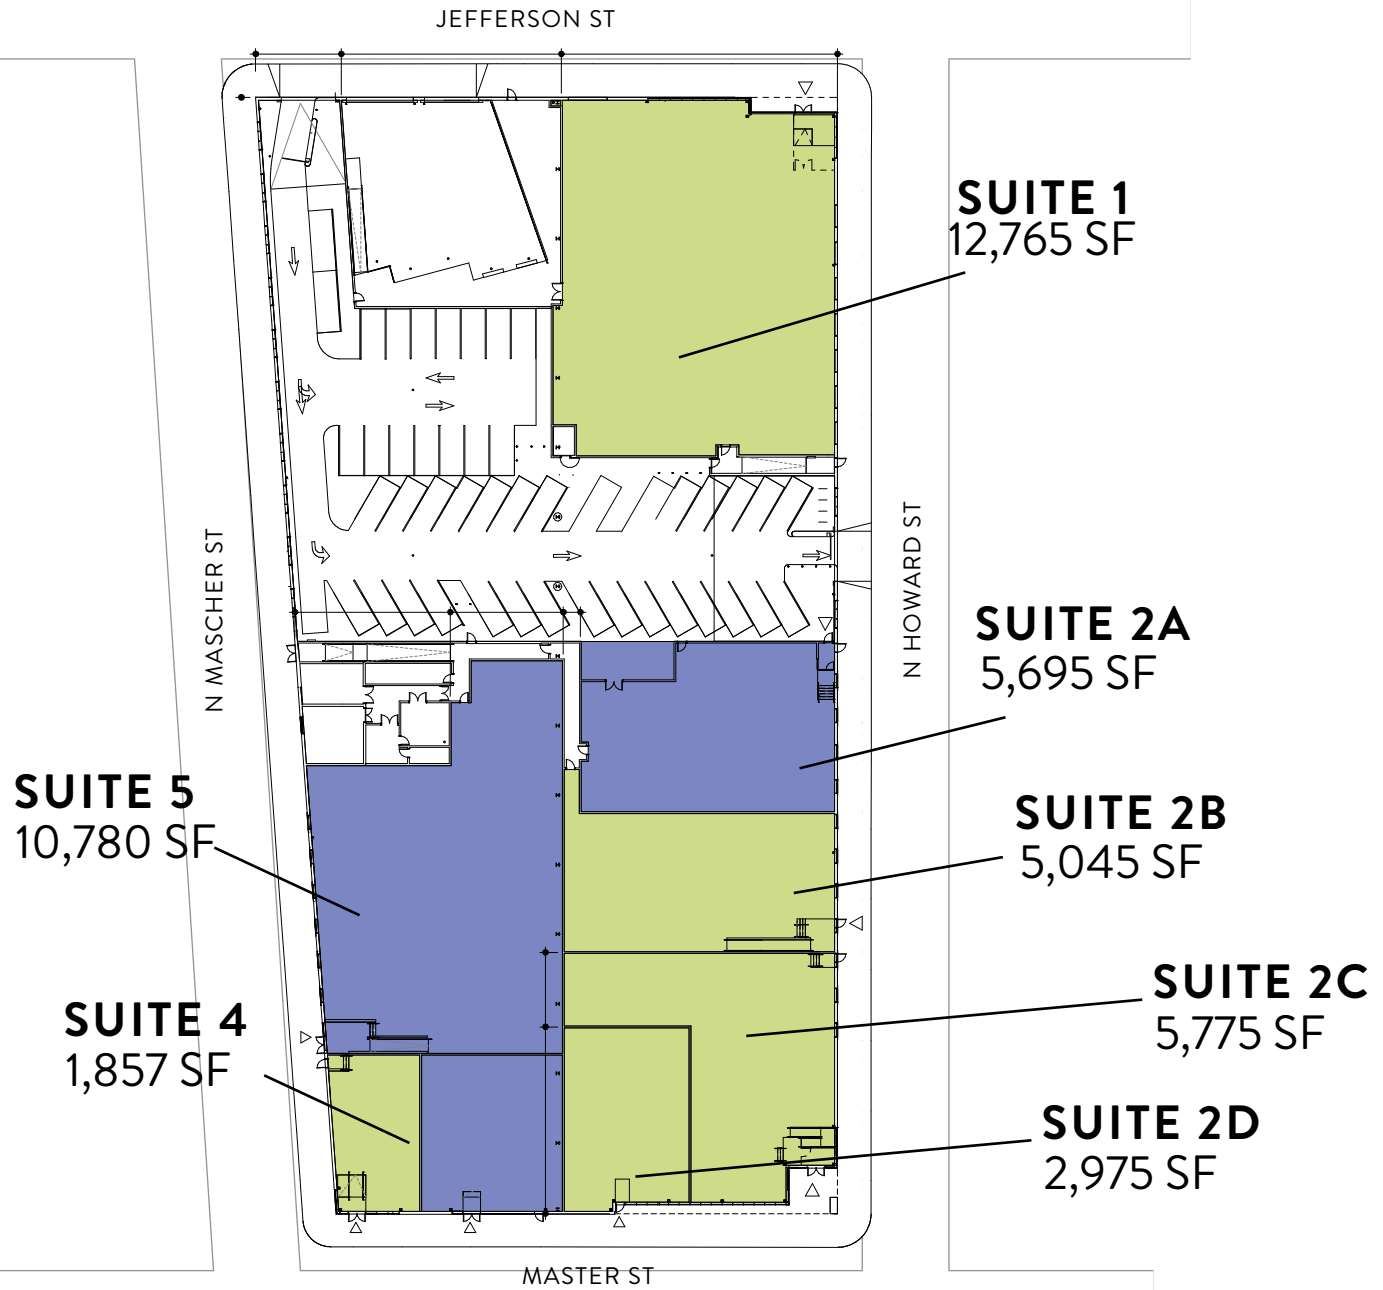 JEFFERSON ST
SUITE 1
12,765 SF
N MASCHER ST
N HOWARD ST
SUITE 2A
5,695 SF
SUITE 5
10,780 SF
SUITE 2B
5,045 SF
SUITE 2C
5,775 SF
SUITE 4
1,857 SF
SUITE 2D
2,975 SF
MASTER ST